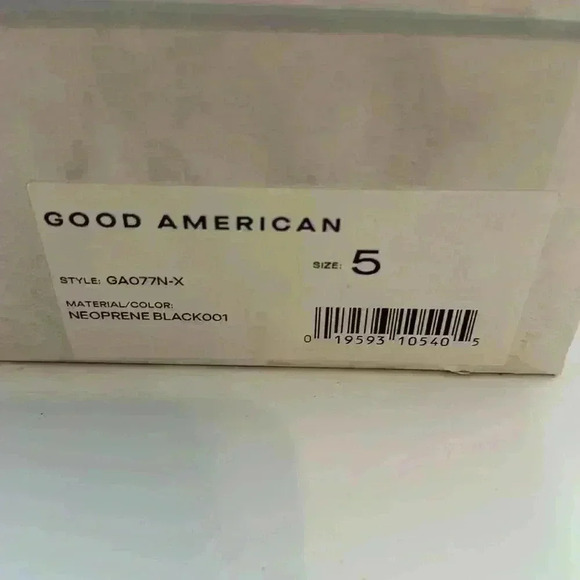 GOOD AMERICAN
SIZE: 5
STYLE: GA077N-X
MATERIAL/COLOR:
NEOPRENE BLACK001
0 19593 10540 5